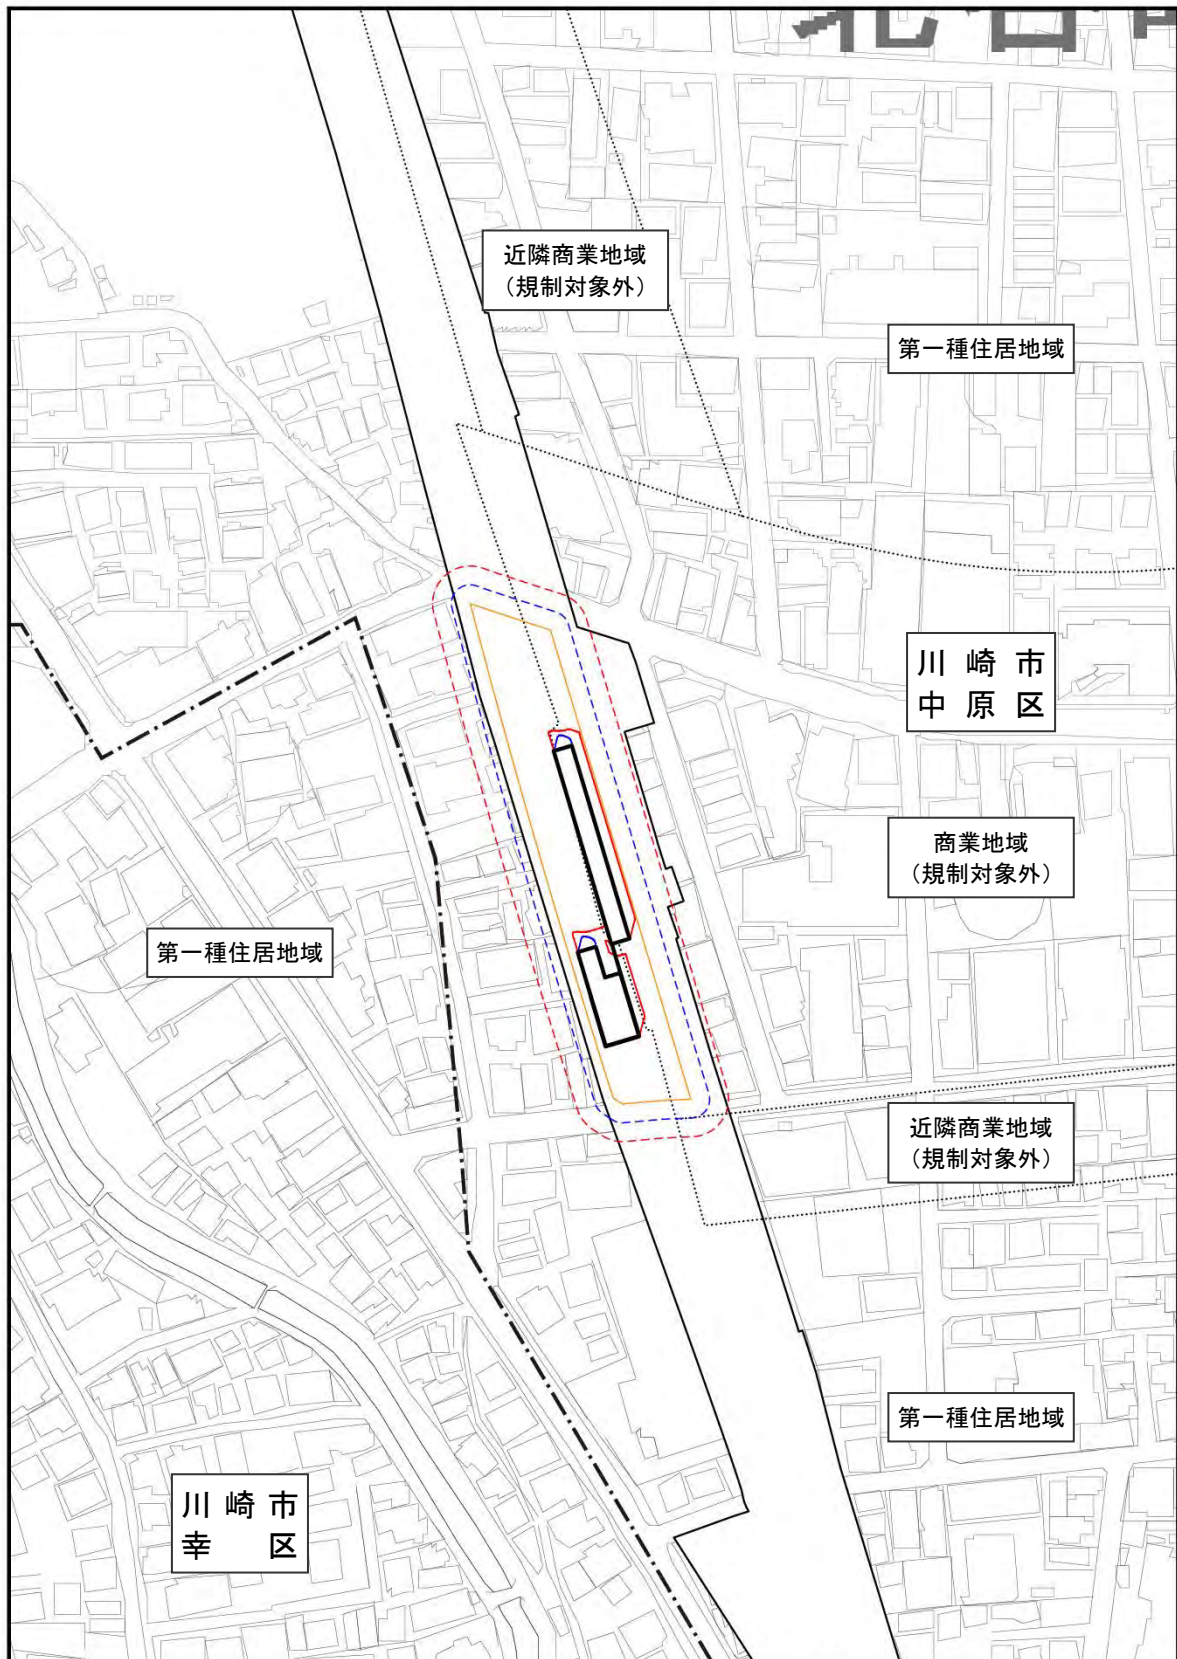 近隣商業地域
（規制対象外）
第一種住居地域
川崎市
中原区
商業地域
（規制対象外）
第一種住居地域
近隣商業地域
（規制対象外）
第一種住居地域
川崎市
幸区